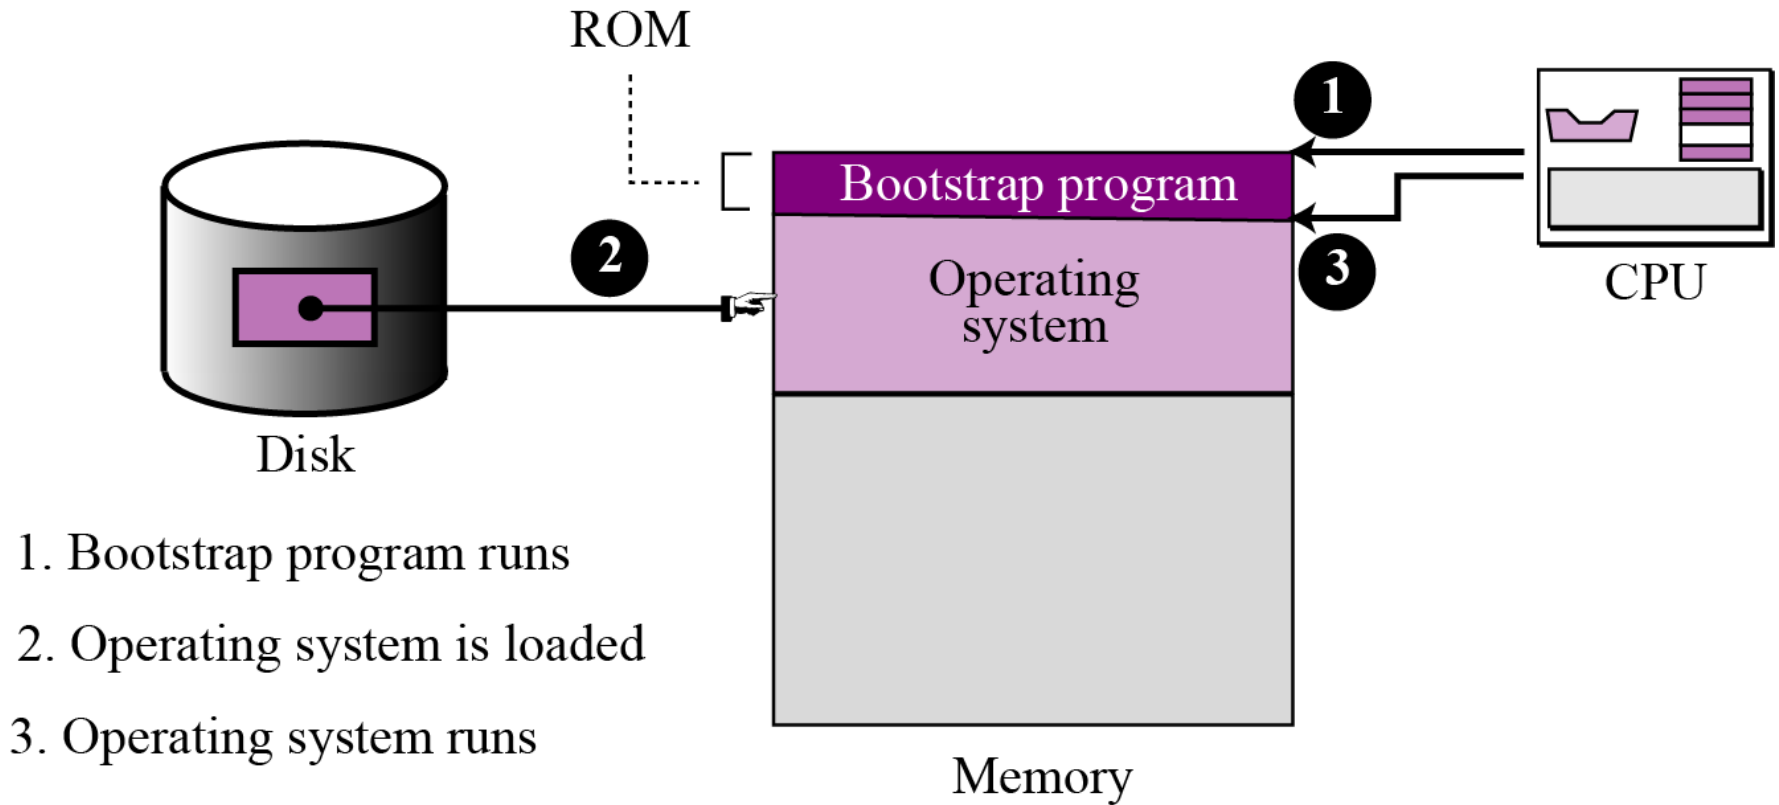 ROM
1
Bootstrap program
2
Operating
system
3
CPU
Disk
1. Bootstrap program runs
2. Operating system is loaded
3. Operating system runs
Memory